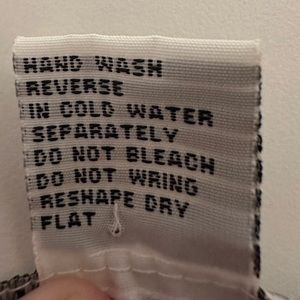 HAND WASH
REVERSE
IN COLD WATER
SEPARATELY
DO NOT BLEACH
DO NOT WRING
RESHAPE DRY
FLAT